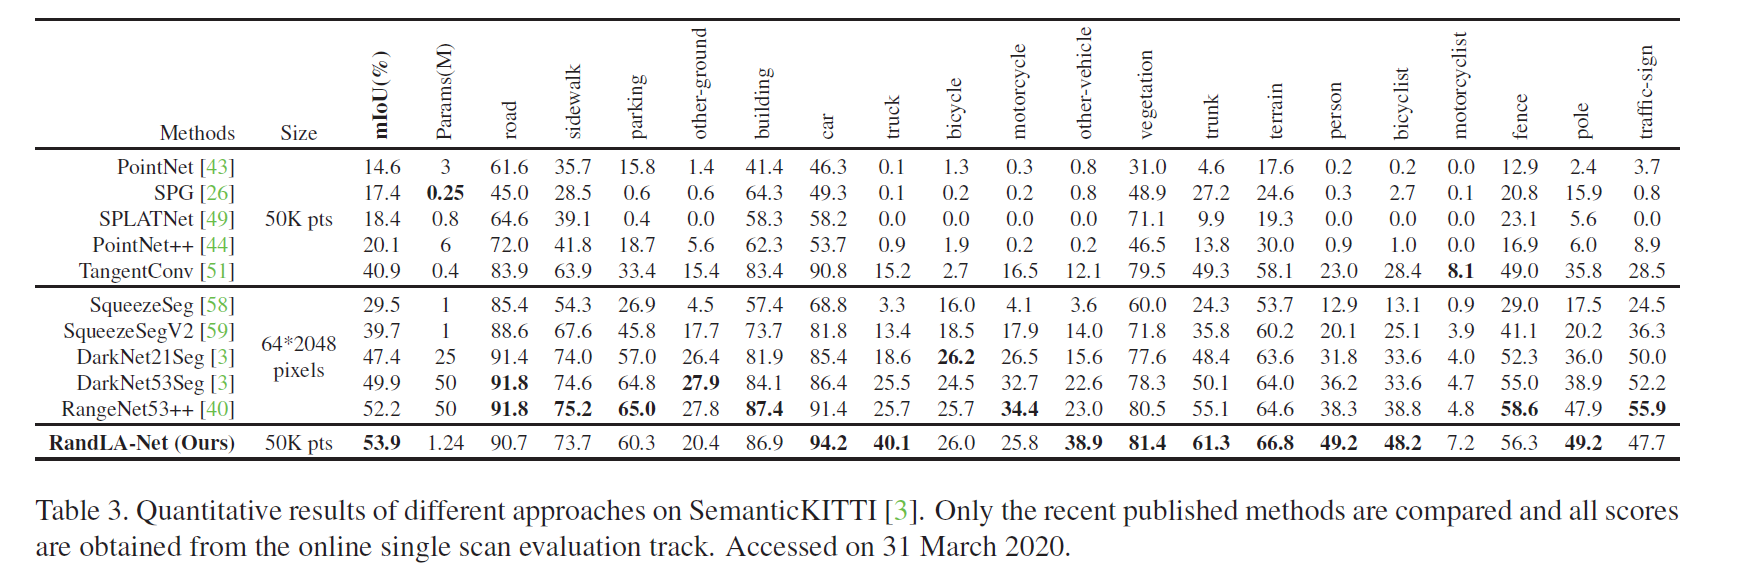 Methods Size mIoU(%) Params(M) road sidewalk parking other-ground building car truck bicycle motorcycle other-vehicle vegetation trunk terrain person bicyclist motorcyclist fence pole traffic-sign
PointNet [43] 14.6 3 61.6 35.7 15.8 1.4 41.4 46.3 0.1 1.3 0.3 0.8 31.0 4.6 17.6 0.2 0.2 0.0 12.9 2.4 3.7
SPG [26] 17.4 0.25 45.0 28.5 0.6 0.6 64.3 49.3 0.1 0.2 0.2 0.8 48.9 27.2 24.6 0.3 2.7 0.1 20.8 15.9 0.8
SPLATNet [49] 50K pts 18.4 0.8 64.6 39.1 0.4 0.0 58.3 58.2 0.0 0.0 0.0 0.0 71.1 9.9 19.3 0.0 0.0 0.0 23.1 5.6 0.0
PointNet++ [44] 20.1 6 72.0 41.8 18.7 5.6 62.3 53.7 0.9 1.9 0.2 0.2 46.5 13.8 30.0 0.9 1.0 0.0 16.9 6.0 8.9
TangentConv [51] 40.9 0.4 83.9 63.9 33.4 15.4 83.4 90.8 15.2 2.7 16.5 12.1 79.5 49.3 58.1 23.0 28.4 8.1 49.0 35.8 28.5
SqueezeSeg [58] 29.5 1 85.4 54.3 26.9 4.5 57.4 68.8 3.3 16.0 4.1 3.6 60.0 24.3 53.7 12.9 13.1 0.9 29.0 17.5 24.5
SqueezeSegV2 [59] 39.7 1 88.6 67.6 45.8 17.7 73.7 81.8 13.4 18.5 17.9 14.0 71.8 35.8 60.2 20.1 25.1 3.9 41.1 20.2 36.3
64*2048
DarkNet21Seg [3] 47.4 25 91.4 74.0 57.0 26.4 81.9 85.4 18.6 26.2 26.5 15.6 77.6 48.4 63.6 31.8 33.6 4.0 52.3 36.0 50.0
pixels
DarkNet53Seg [3] 49.9 50 91.8 74.6 64.8 27.9 84.1 86.4 25.5 24.5 32.7 22.6 78.3 50.1 64.0 36.2 33.6 4.7 55.0 38.9 52.2
RangeNet53++ [40] 52.2 50 91.8 75.2 65.0 27.8 87.4 91.4 25.7 25.7 34.4 23.0 80.5 55.1 64.6 38.3 38.8 4.8 58.6 47.9 55.9
RandLA-Net (Ours) 50K pts 53.9 1.24 90.7 73.7 60.3 20.4 86.9 94.2 40.1 26.0 25.8 38.9 81.4 61.3 66.8 49.2 48.2 7.2 56.3 49.2 47.7
Table 3. Quantitative results of different approaches on SemanticKITTI [3]. Only the recent published methods are compared and all scores
are obtained from the online single scan evaluation track. Accessed on 31 March 2020.